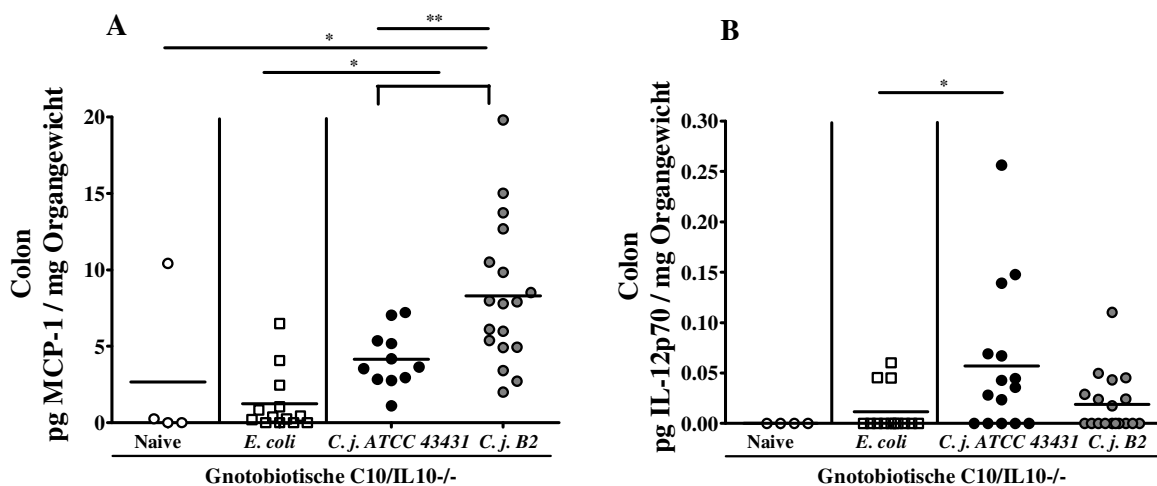 A
**
*
*
Colon
pg MCP-1 / mg Organgewicht
20
15
10
5
0
Naive
E. coli
C. j. ATCC 43431
C. j. B2
Gnotobiotische C10/IL10-/-
B
*
Colon
pg IL-12p70 / mg Organgewicht
0.30
0.25
0.20
0.15
0.10
0.05
0.00
Naive
E. coli
C. j. ATCC 43431
C. j. B2
Gnotobiotische C10/IL10-/-